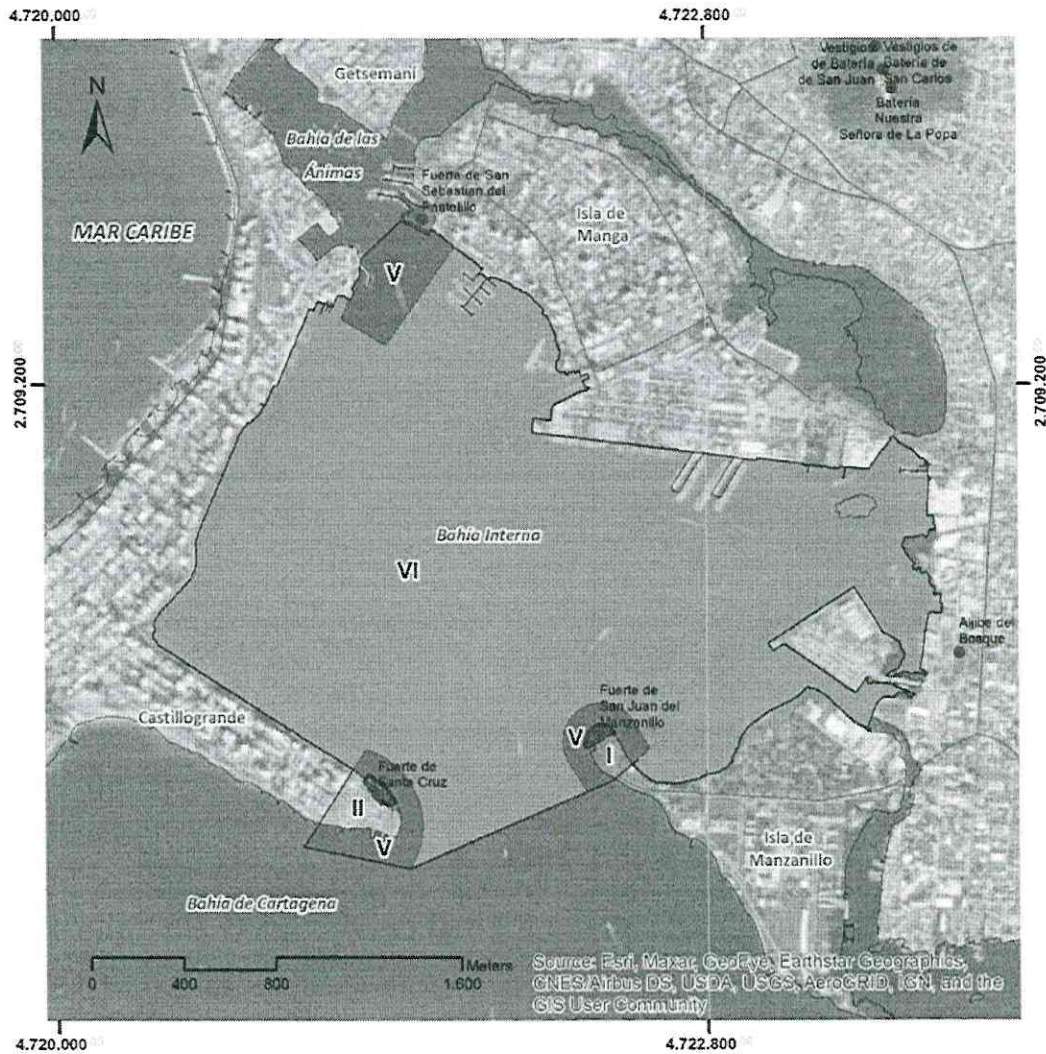 4.720.000
4.722.800
Getsemaní
Vestigios
de Batería
de San Juan
Vestigios de
Batería de
San Carlos
Batería
Nuestra
Señora de La Popa
N
Bahía de las
Ánimas
Fuerte de San
Sebastian del
Pastelillo
Isla de
Manga
MAR CARIBE
V
2.709.200
2.709.200
Bahía Interna
VI
Aljibe del
Bosque
Fuerte de
San Juan del
Manzanillo
Castillogrande
V
I
Fuerte de
Santa Cruz
II
V
Isla de
Manzanillo
Bahía de Cartagena
Meters
0
400
800
1.600
Source: Esri, Maxar, GeoEye, Earthstar Geographics,
CNES/Airbus DS, USDA, USGS, AeroGRID, IGN, and the
GIS User Community
4.720.000
4.722.800